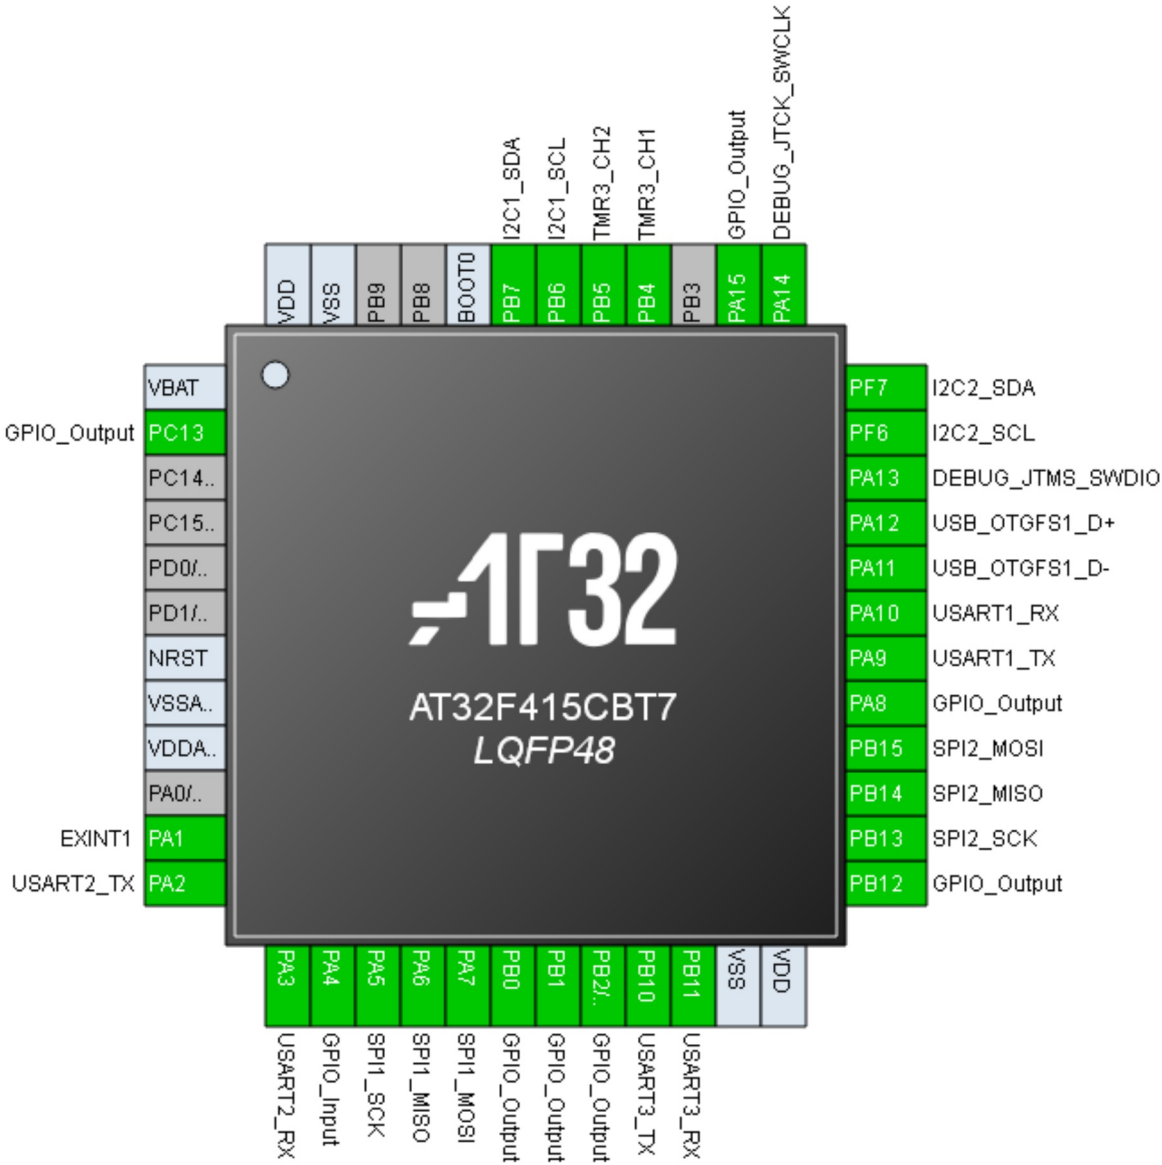 I2C1_SDA
I2C1_SCL
TMR3_CH2
TMR3_CH1
GPIO_Output
DEBUG_JTCK_SWCLK
VDD
VSS
PB9
PB8
BOOT0
PB7
PB6
PB5
PB4
PB3
PA15
PA14
VBAT
GPIO_Output PC13
PC14..
PC15..
PD0/..
PD1/..
NRST
VSSA..
VDDA..
PA0/..
EXINT1 PA1
USART2_TX PA2
AT32
AT32F415CBT7
LQFP48
PF7 I2C2_SDA
PF6 I2C2_SCL
PA13 DEBUG_JTMS_SWDIO
PA12 USB_OTGFS1_D+
PA11 USB_OTGFS1_D-
PA10 USART1_RX
PA9 USART1_TX
PA8 GPIO_Output
PB15 SPI2_MOSI
PB14 SPI2_MISO
PB13 SPI2_SCK
PB12 GPIO_Output
PA3
PA4
PA5
PA6
PA7
PB0
PB1
PB2/..
PB10
PB11
VSS
VDD
USART2_RX
GPIO_Input
SPI1_SCK
SPI1_MISO
SPI1_MOSI
GPIO_Output
GPIO_Output
GPIO_Output
USART3_TX
USART3_RX